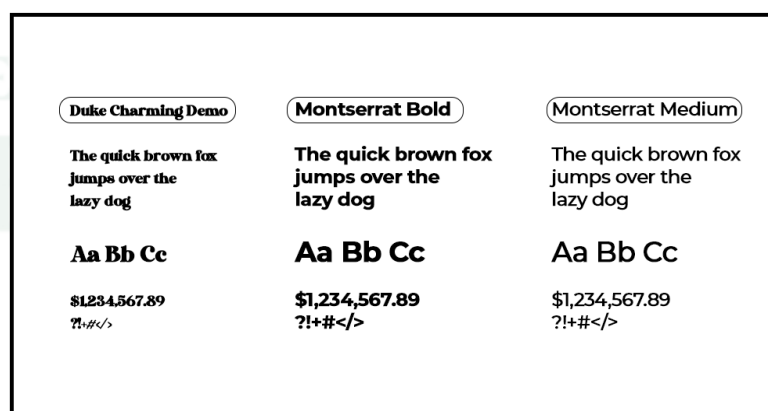 Duke Charming Demo
The quick brown fox
jumps over the
lazy dog
Aa Bb Cc
$1,234,567.89
?!+#</>
Montserrat Bold
The quick brown fox
jumps over the
lazy dog
Aa Bb Cc
$1,234,567.89
?!+#</>
Montserrat Medium
The quick brown fox
jumps over the
lazy dog
Aa Bb Cc
$1,234,567.89
?!+#</>